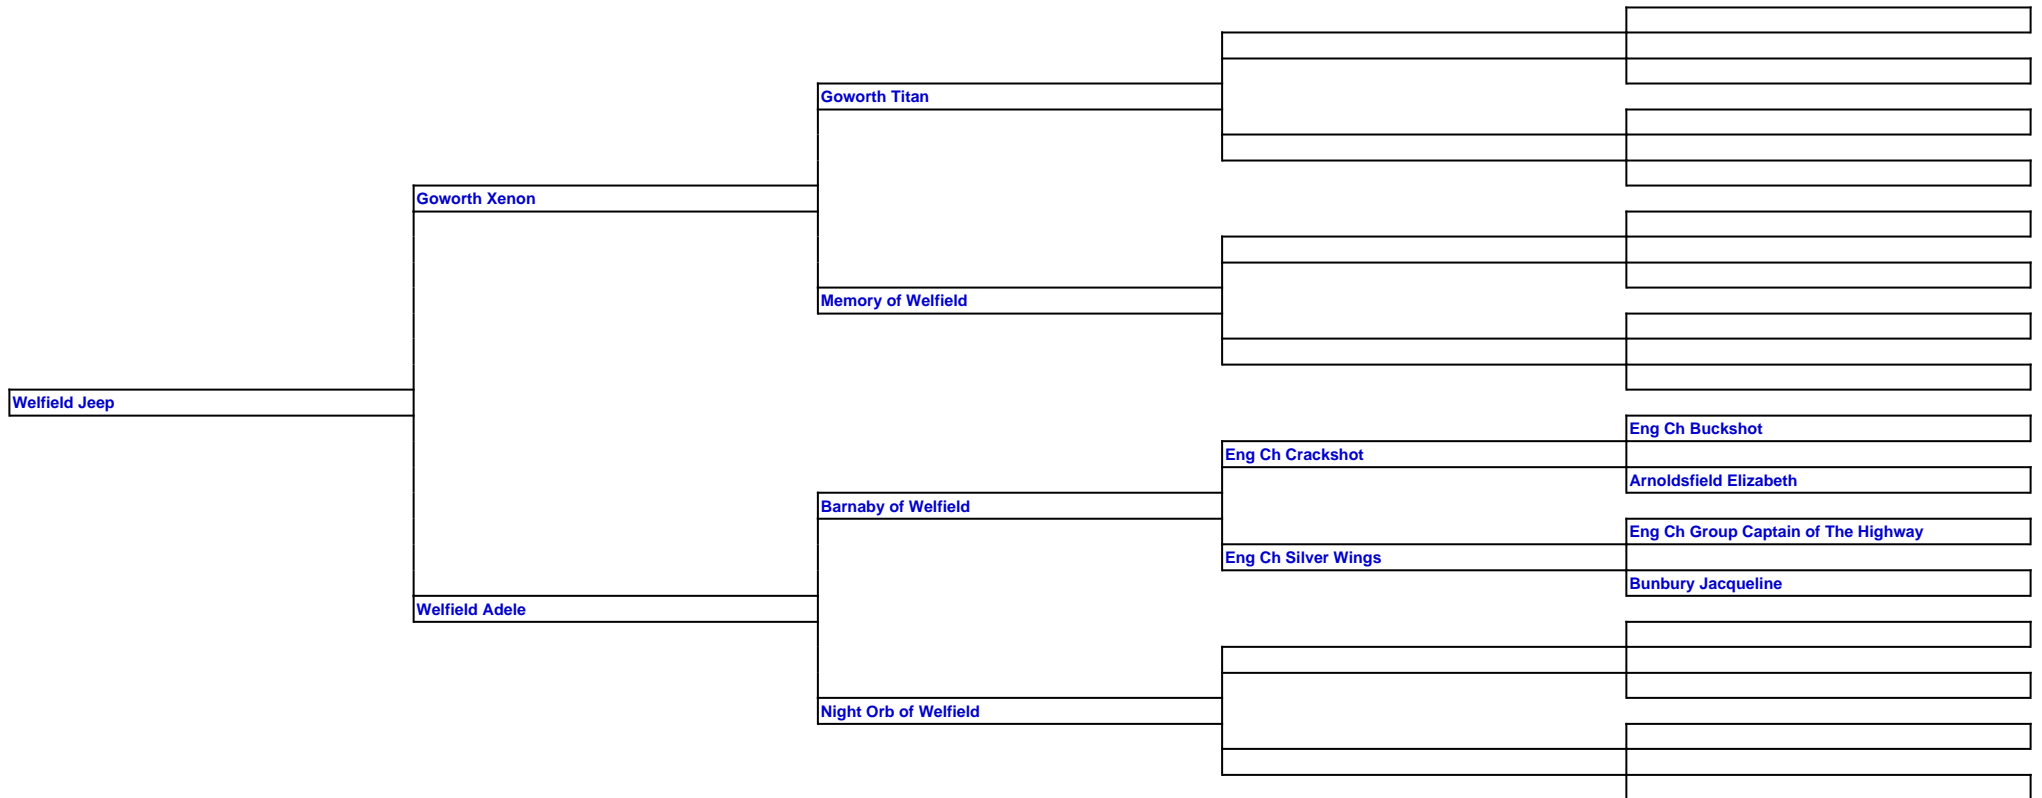 Goworth Titan
Goworth Xenon
Memory of Welfield
Welfield Jeep
Eng Ch Buckshot
Eng Ch Crackshot
Arnoldsfield Elizabeth
Barnaby of Welfield
Eng Ch Group Captain of The Highway
Eng Ch Silver Wings
Bunbury Jacqueline
Welfield Adele
Night Orb of Welfield